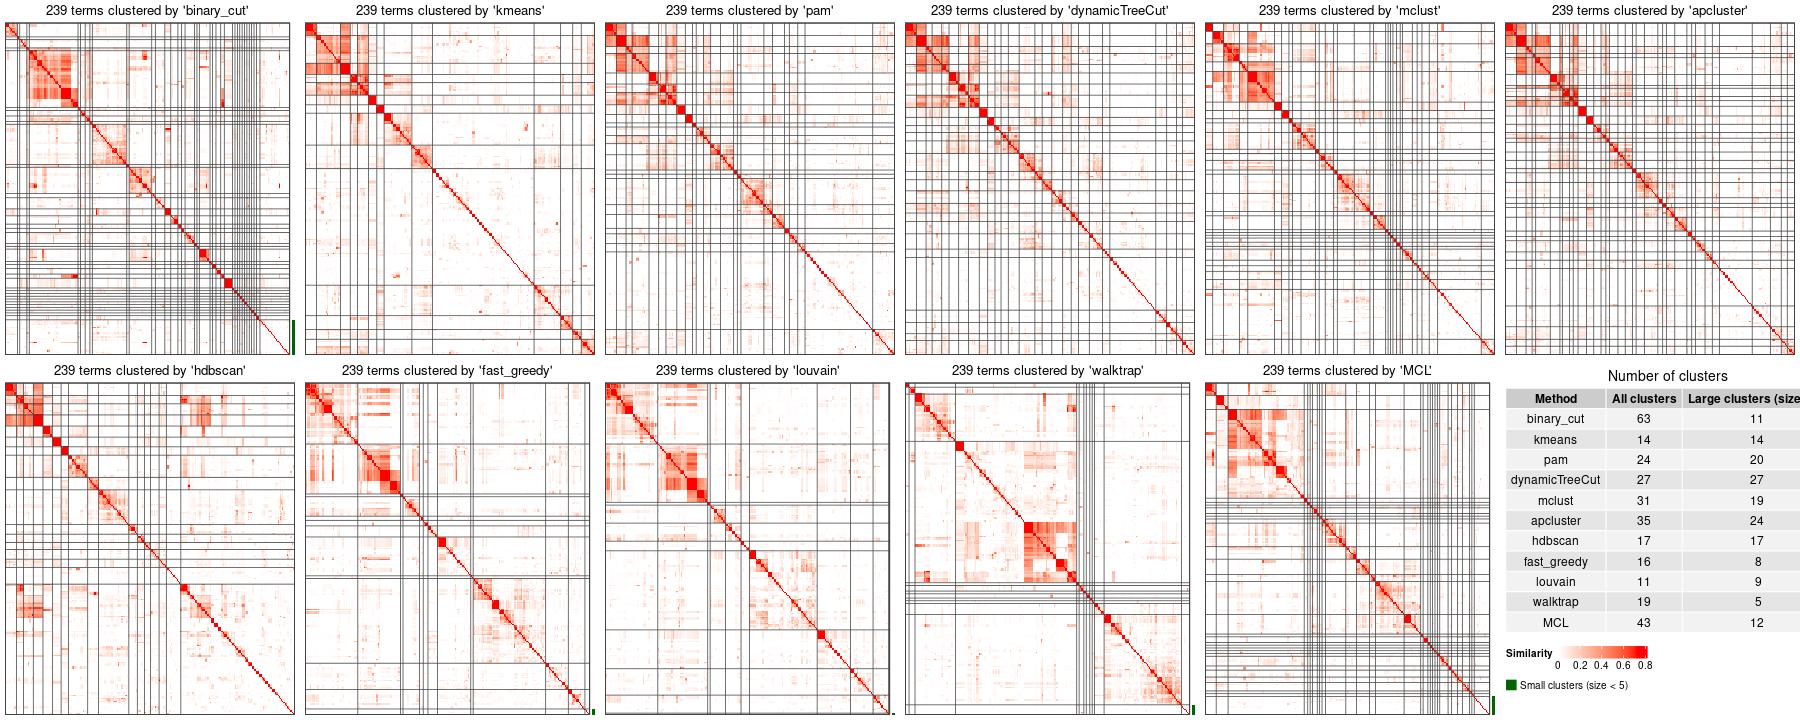 239 terms clustered by 'binary_cut'
239 terms clustered by 'kmeans'
239 terms clustered by 'pam'
239 terms clustered by 'dynamicTreeCut'
239 terms clustered by 'mclust'
239 terms clustered by 'apcluster'
239 terms clustered by 'hdbscan'
239 terms clustered by 'fast_greedy'
239 terms clustered by 'louvain'
239 terms clustered by 'walktrap'
239 terms clustered by 'MCL'
Number of clusters
Method All clusters Large clusters (size
binary_cut 63 11
kmeans 14 14
pam 24 20
dynamicTreeCut 27 27
mclust 31 19
apcluster 35 24
hdbscan 17 17
fast_greedy 16 8
louvain 11 9
walktrap 19 5
MCL 43 12
Similarity
0 0.2 0.4 0.6 0.8
Small clusters (size < 5)